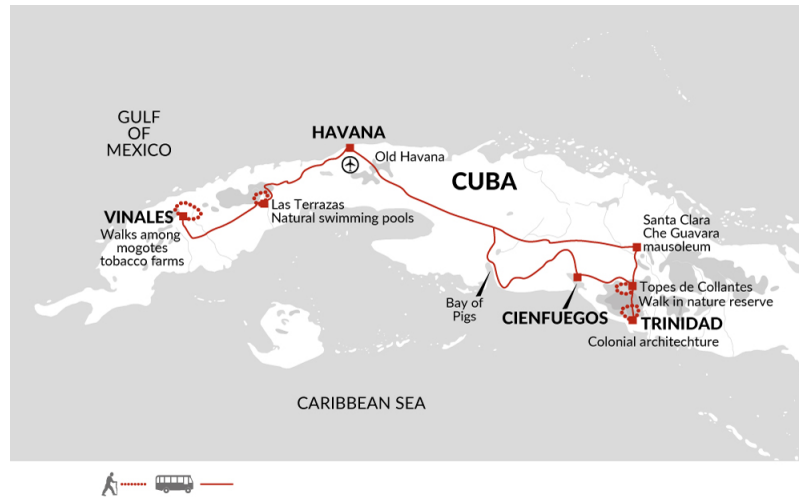 GULF
OF
MEXICO
HAVANA
Old Havana
CUBA
Las Terrazas
Natural swimming pools
VINALES
Walks among
mogotes
tobacco farms
Santa Clara
Che Guavara
mausoleum
Bay of
Pigs
CIENFUEGOS
Topes de Collantes
Walk in nature reserve
TRINIDAD
Colonial architechture
CARIBBEAN SEA